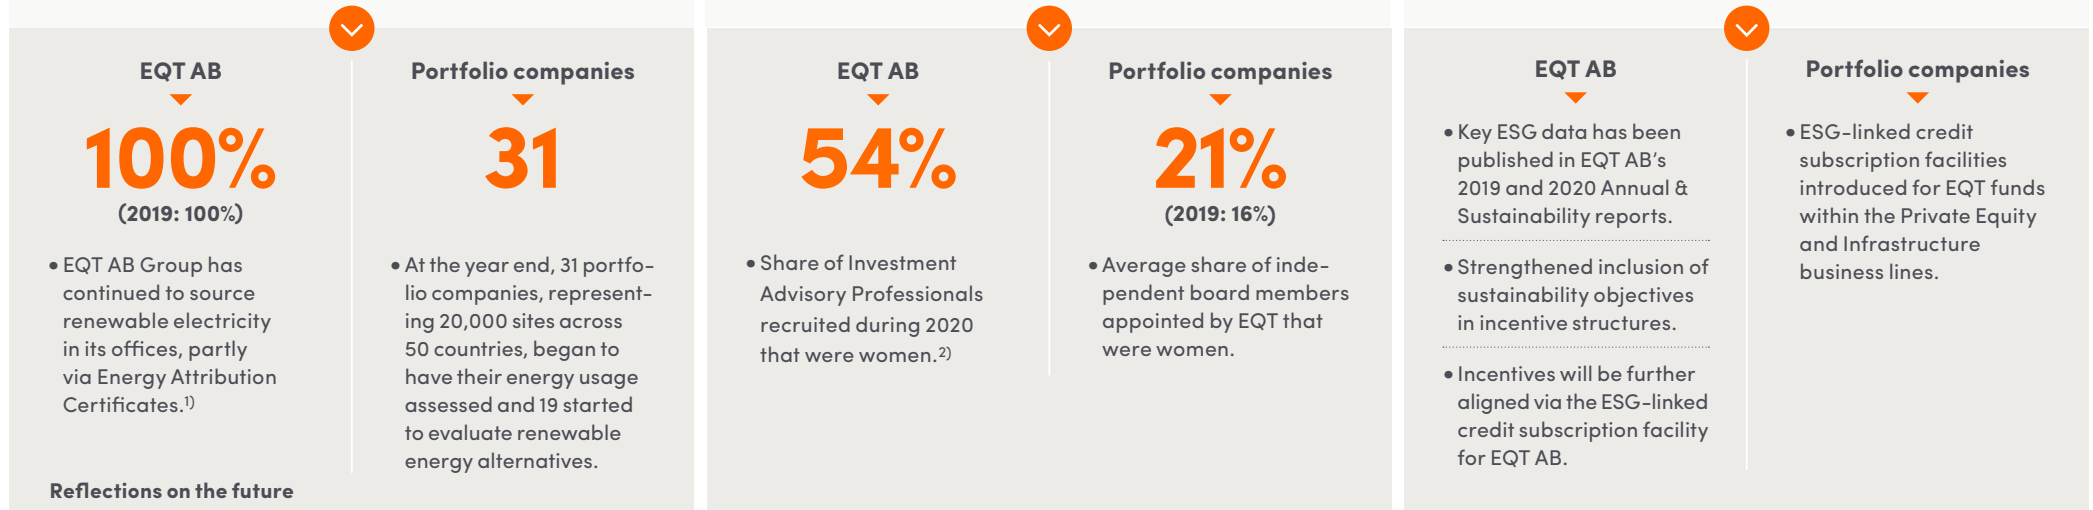 EQT AB
100%
(2019: 100%)
• EQT AB Group has
continued to source
renewable electricity
in its offices, partly
via Energy Attribution
Certificates.1)
Reflections on the future
Portfolio companies
31
• At the year end, 31 portfo-
lio companies, represent-
ing 20,000 sites across
50 countries, began to
have their energy usage
assessed and 19 started
to evaluate renewable
energy alternatives.
EQT AB
54%
• Share of Investment
Advisory Professionals
recruited during 2020
that were women.2)
Portfolio companies
21%
(2019: 16%)
• Average share of inde-
pendent board members
appointed by EQT that
were women.
EQT AB
• Key ESG data has been
published in EQT AB's
2019 and 2020 Annual &
Sustainability reports.
• Strengthened inclusion of
sustainability objectives
in incentive structures.
• Incentives will be further
aligned via the ESG-linked
credit subscription facility
for EQT AB.
Portfolio companies
• ESG-linked credit
subscription facilities
introduced for EQT funds
within the Private Equity
and Infrastructure
business lines.